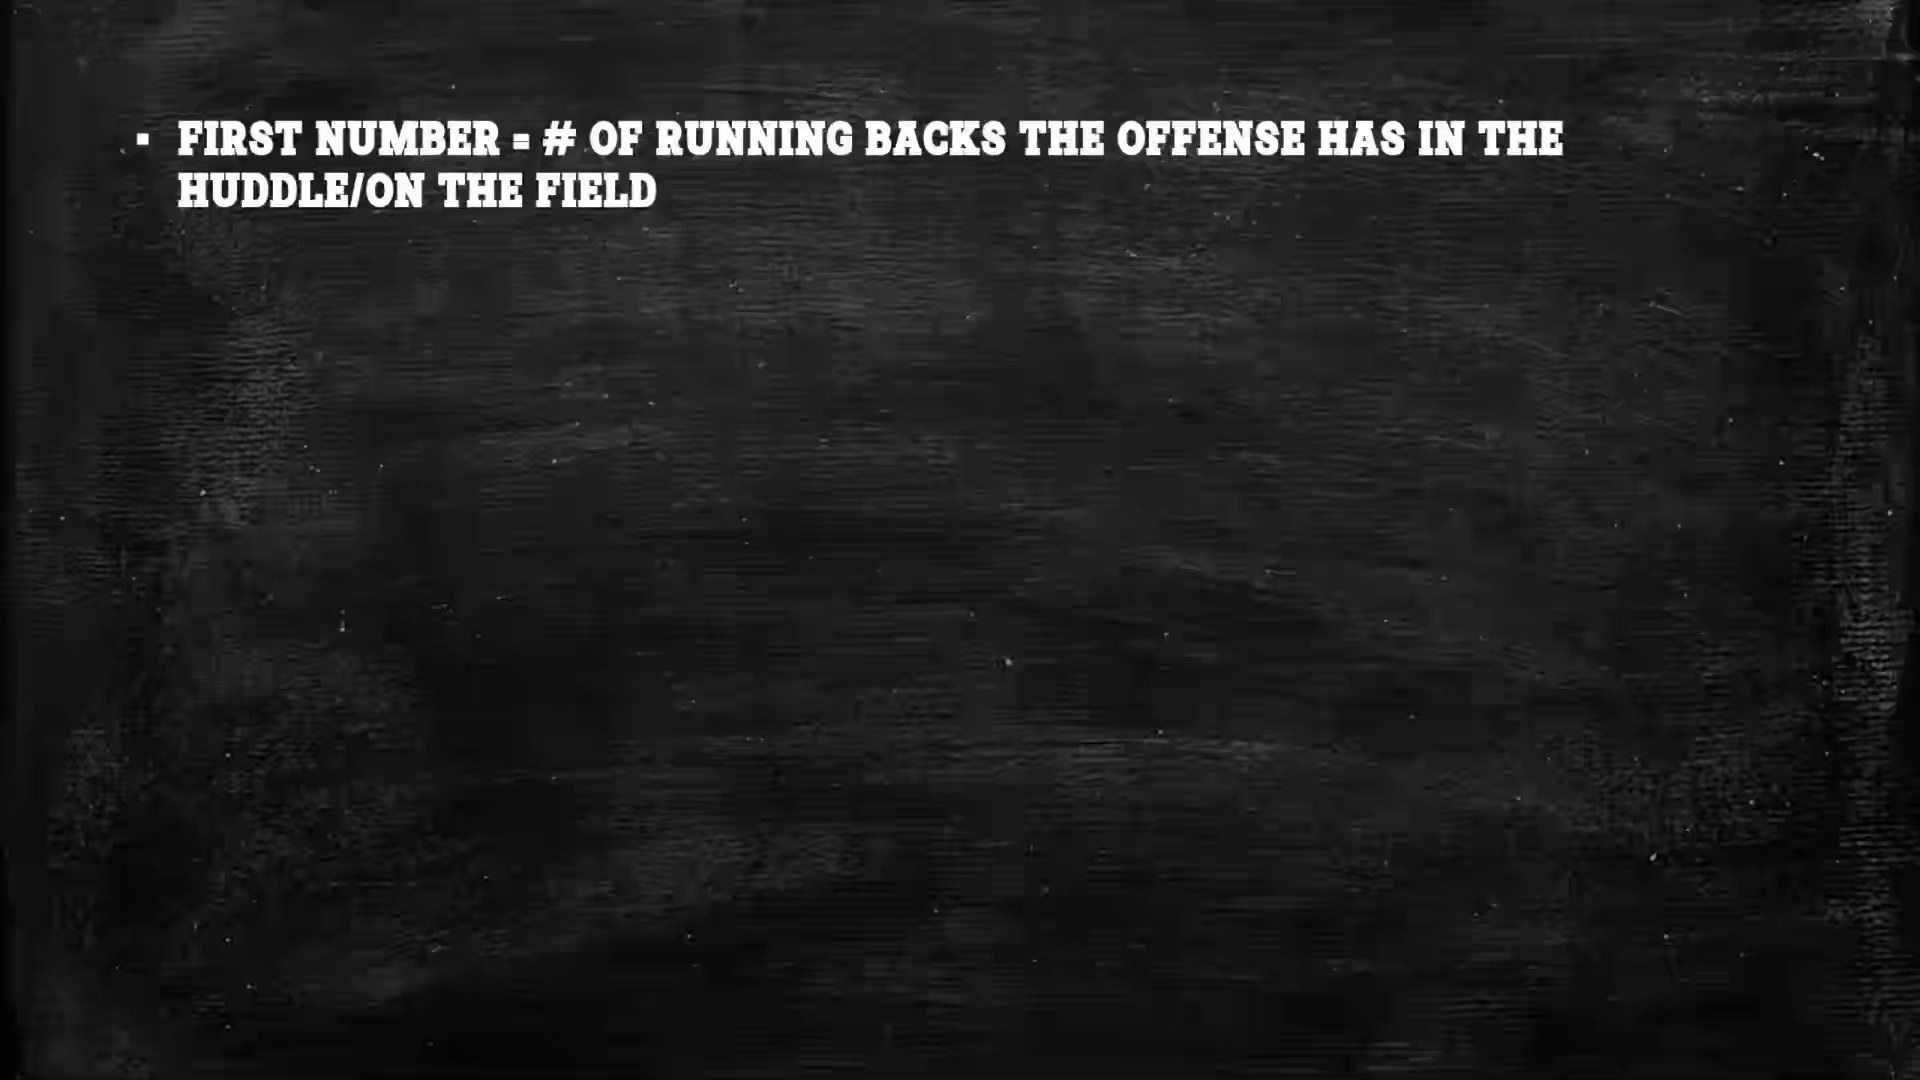 ▪ FIRST NUMBER = # OF RUNNING BACKS THE OFFENSE HAS IN THE
HUDDLE/ON THE FIELD